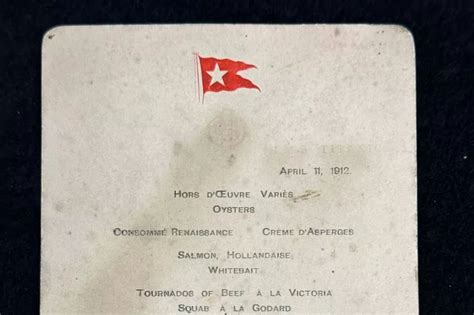 April 11, 1912.
Hors d'Œuvre Variès
Oysters
Consommé Renaissance Crème d'Asperges
Salmon, Hollandaise
Whitebait
Tournados of Beef à la Victoria
Squab à la Godard